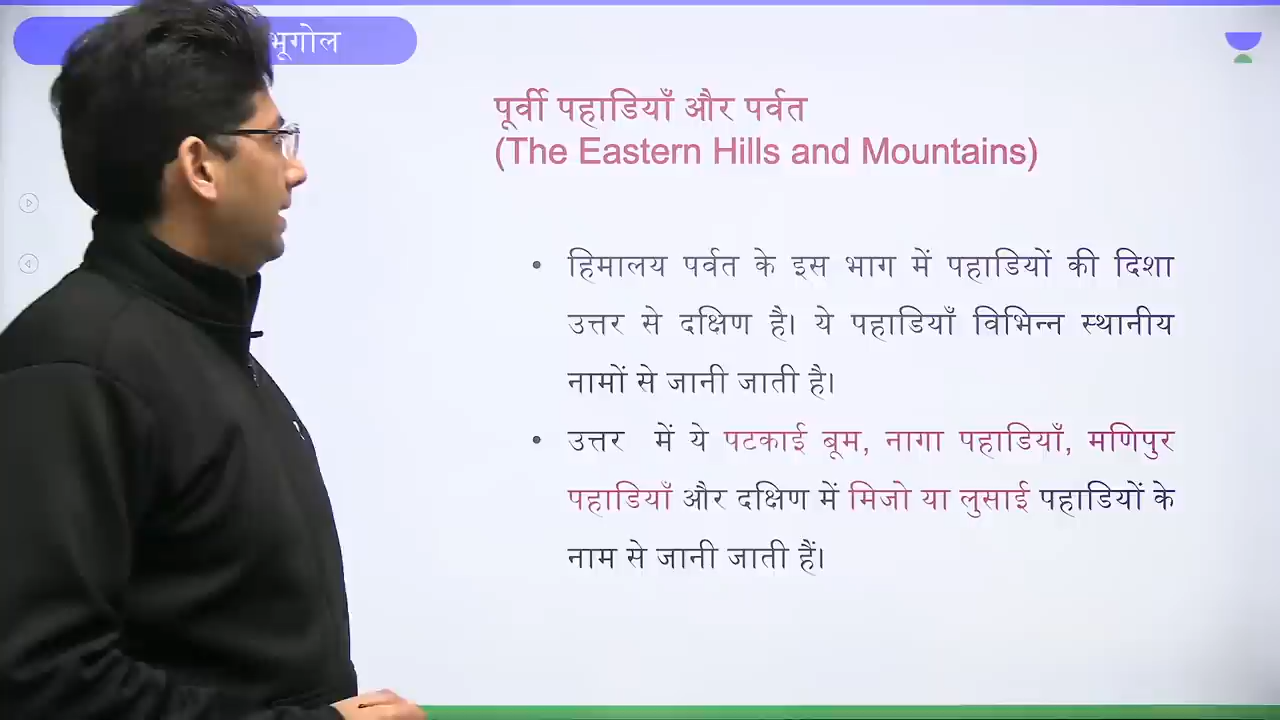 भूगोल
पूर्वी पहाडियाँ और पर्वत
(The Eastern Hills and Mountains)
• हिमालय पर्वत के इस भाग में पहाडियों की दिशा
उत्तर से दक्षिण है। ये पहाडियाँ विभिन्न स्थानीय
नामों से जानी जाती है।
• उत्तर में ये पटकाई बूम, नागा पहाडियाँ, मणिपुर
पहाडियाँ और दक्षिण में मिजो या लुसाई पहाडियों के
नाम से जानी जाती हैं।